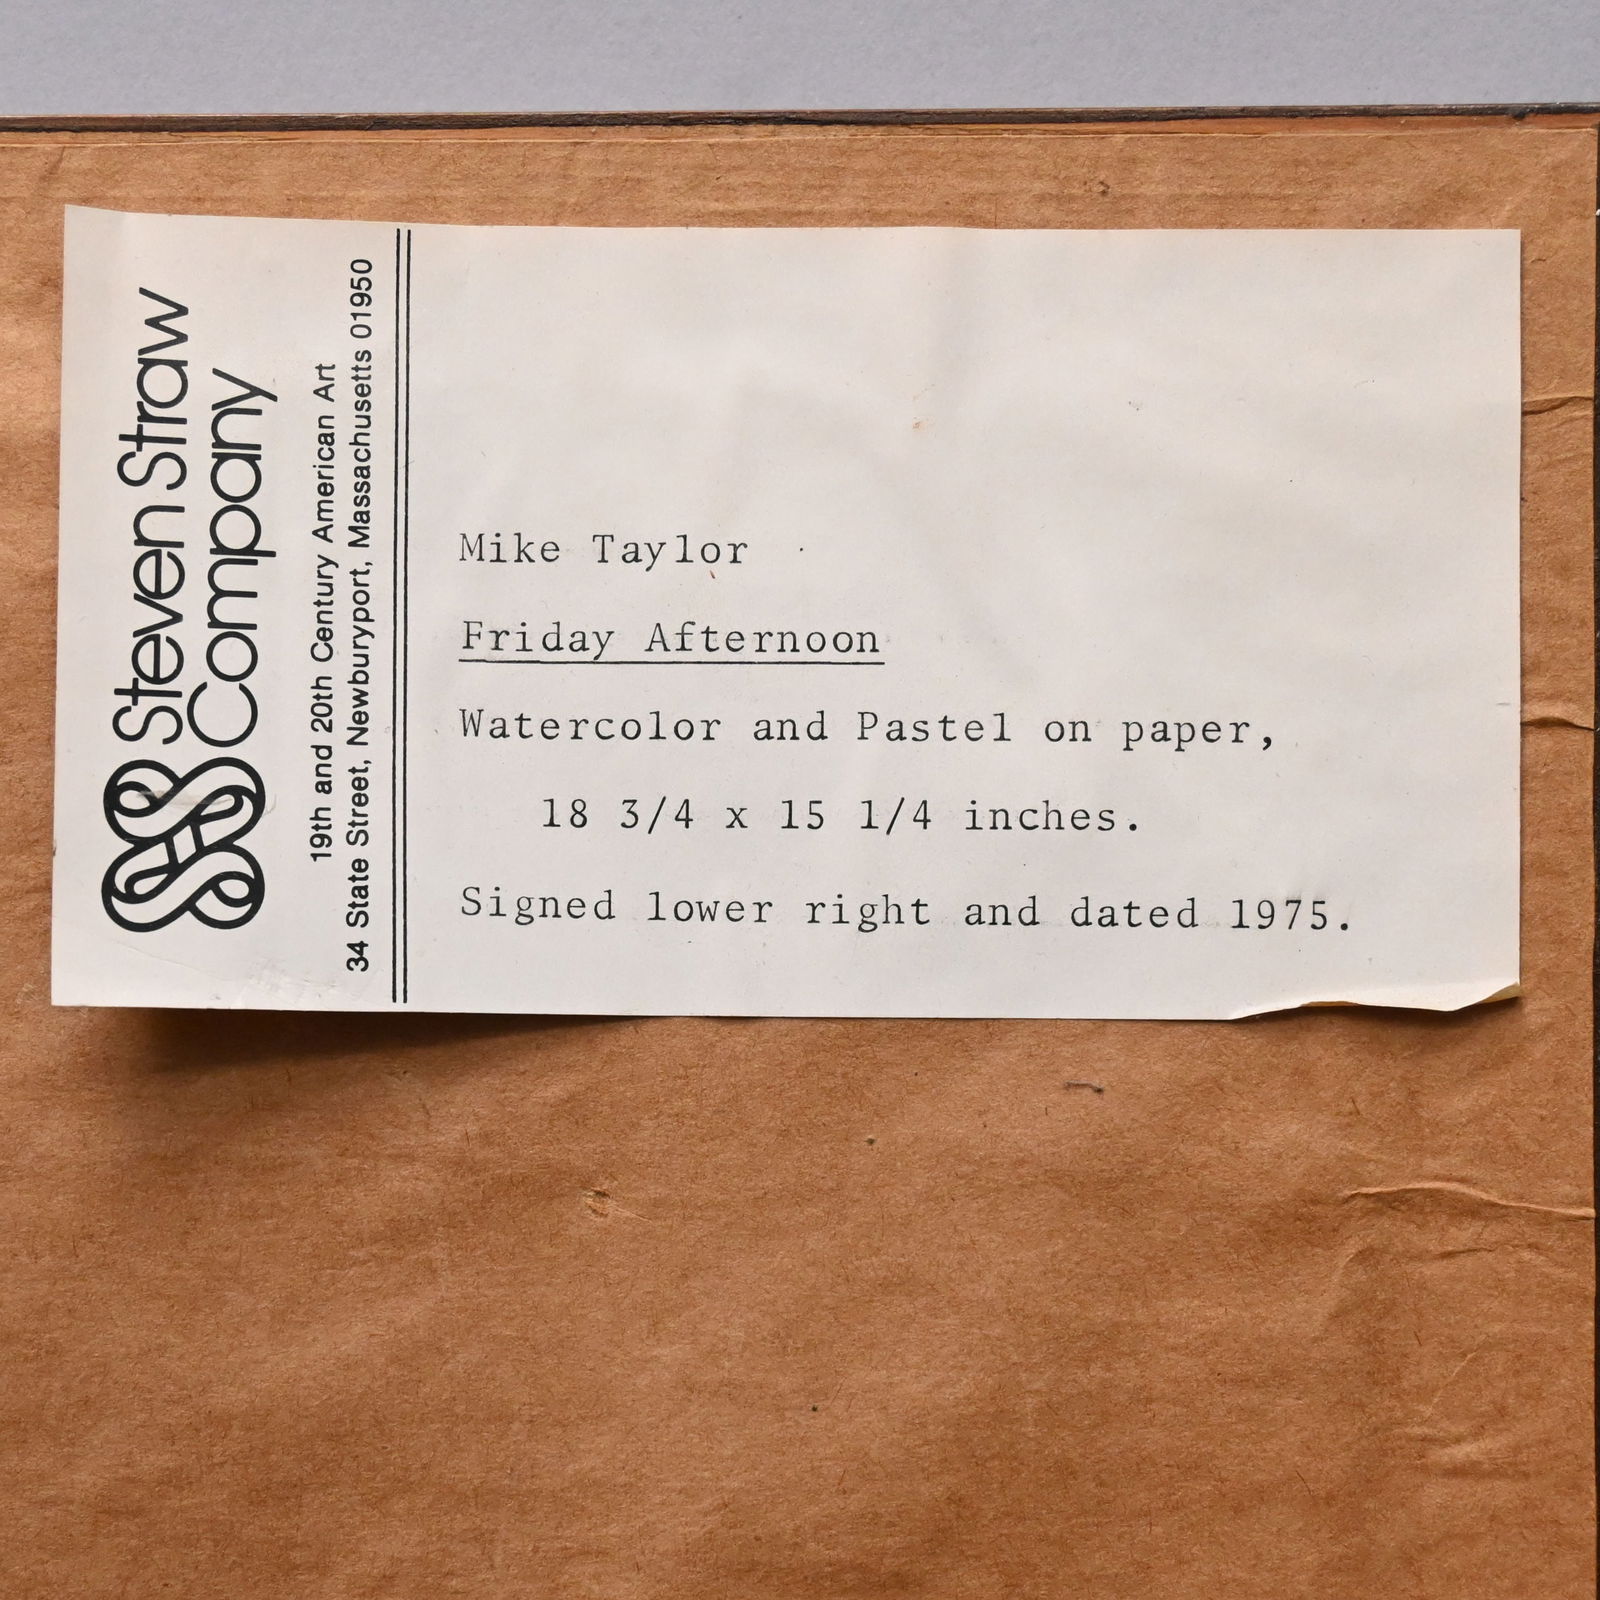 Steven Straw
Company
19th and 20th Century American Art
34 State Street, Newburyport, Massachusetts 01950
Mike Taylor
Friday Afternoon
Watercolor and Pastel on paper,
18 3/4 x 15 1/4 inches.
Signed lower right and dated 1975.